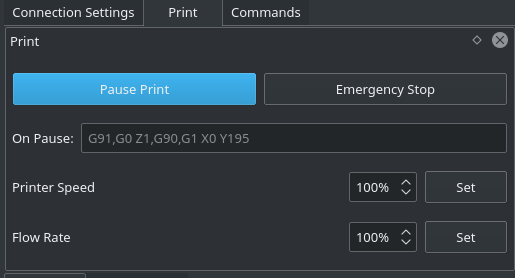 Connection Settings Print Commands
Print
Pause Print Emergency Stop
On Pause: G91,G0 Z1,G90,G1 X0 Y195
Printer Speed 100% Set
Flow Rate 100% Set